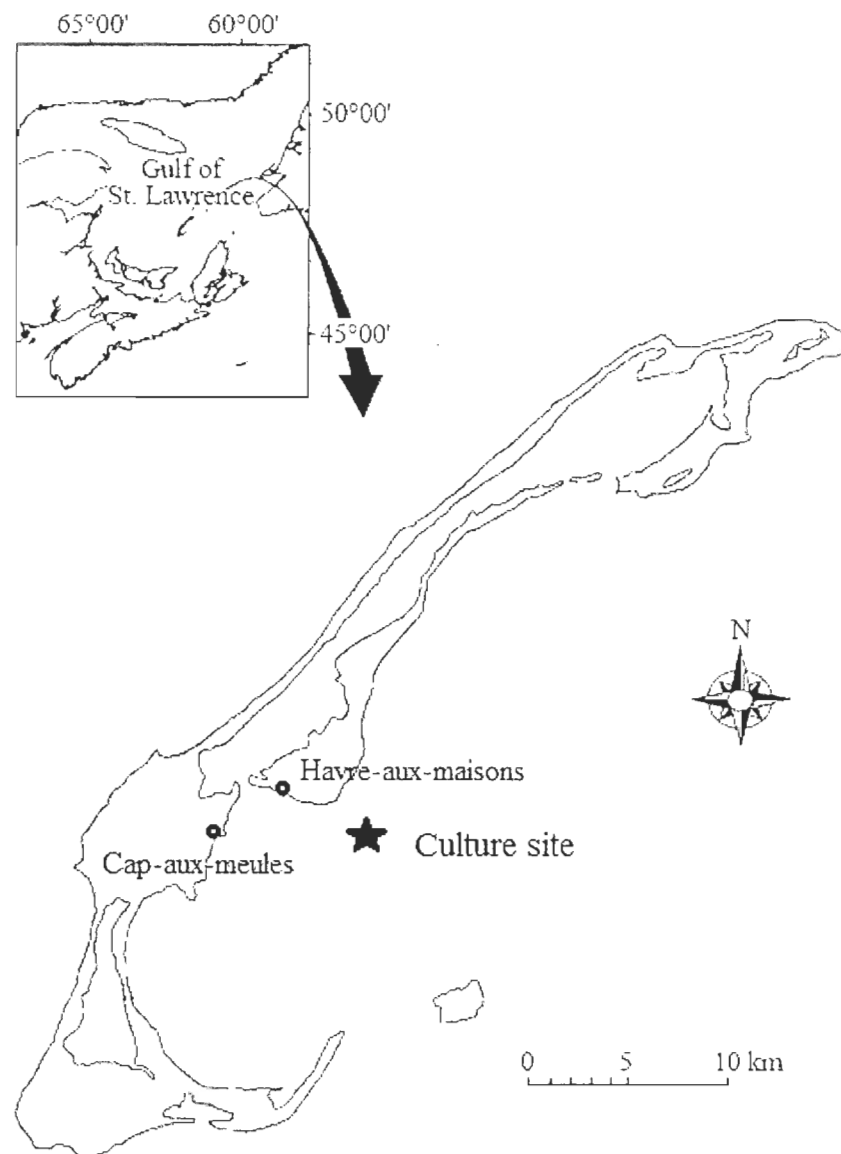 65°00' 60°00'
50°00'
Gulf of
St. Lawrence
45°00'
N
Havre-aux-maisons
Culture site
Cap-aux-meules
0 5 10 km